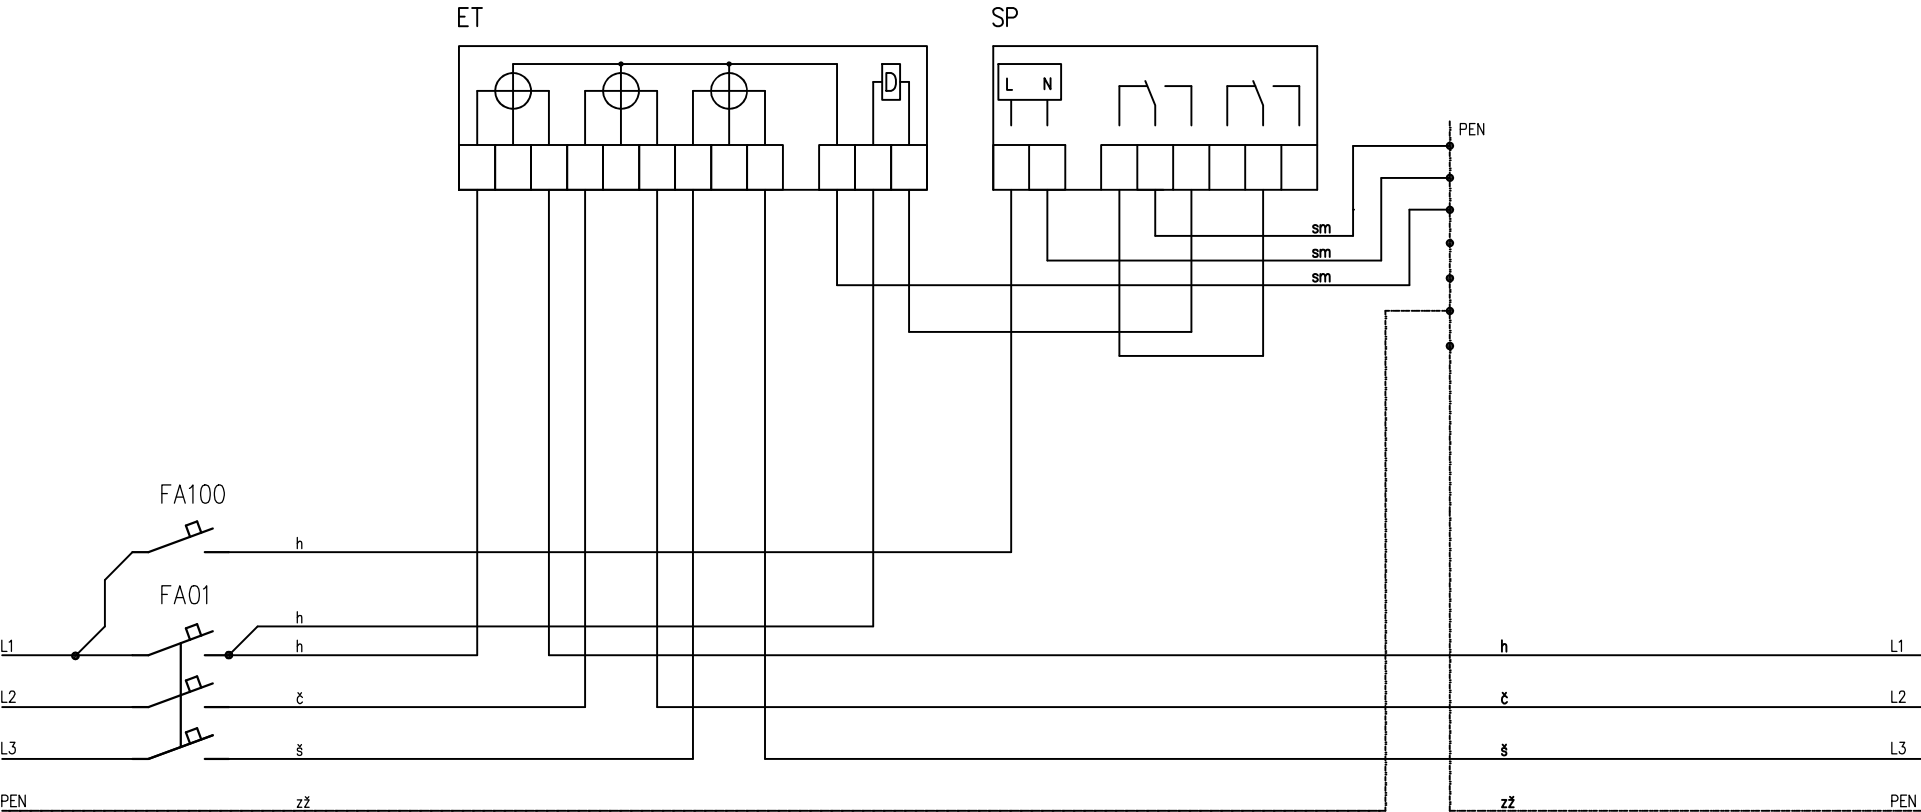 ET SP
D L N
PEN
sm
sm
sm
FA100
h
FA01
h
L1 h h L1
L2 č č L2
L3 š š L3
PEN zž zž PEN